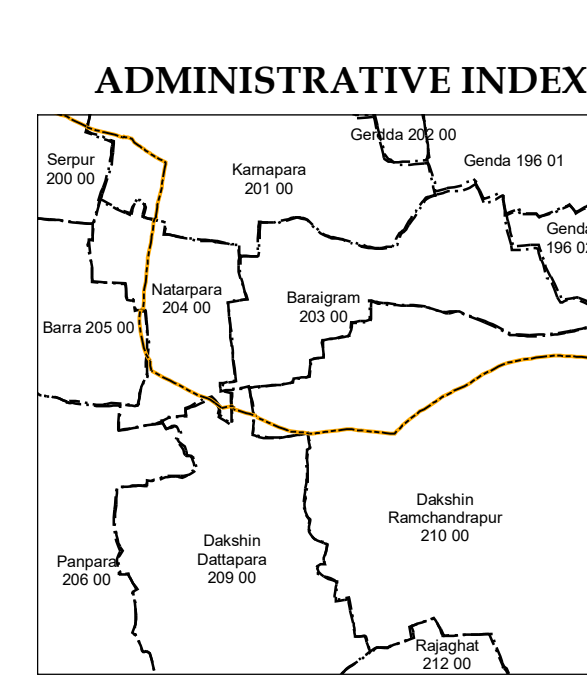 ADMINISTRATIVE INDEX
Gendda 202 00
Serpur
200 00
Karnapara
201 00
Genda 196 01
Genda
196 02
Natarpara
204 00
Baraigram
203 00
Barra 205 00
Dakshin
Ramchandrapur
210 00
Dakshin
Dattapara
209 00
Panpara
206 00
Rajaghat
212 00